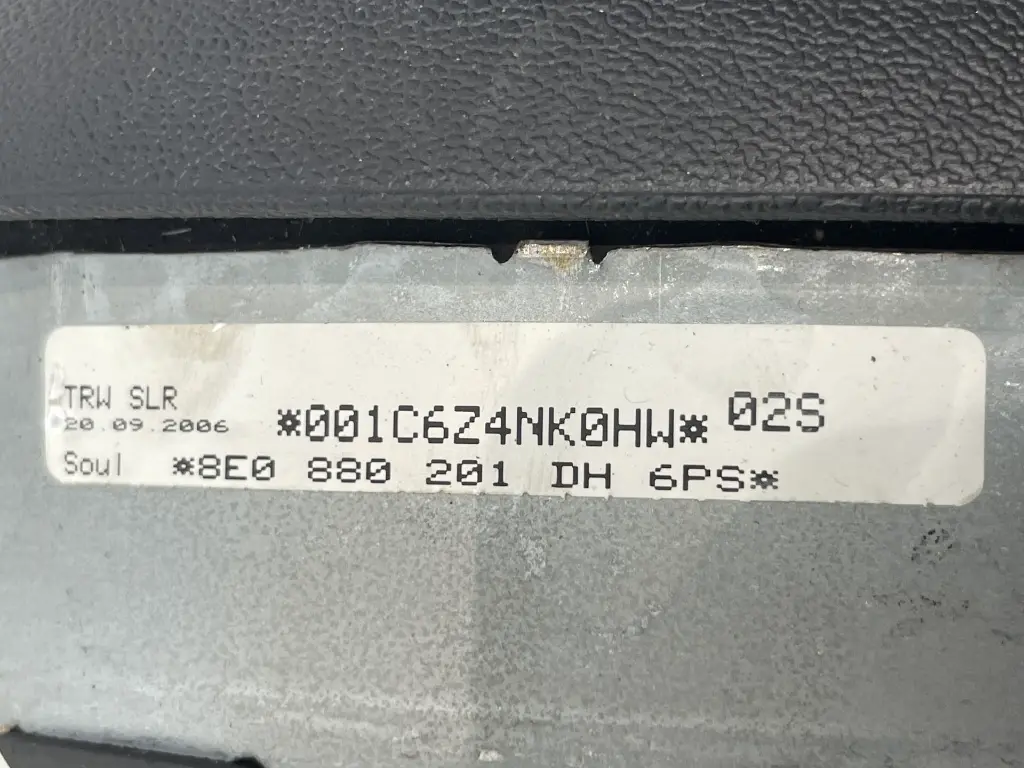 TRW SLR
20.09.2006 *001C6Z4NK0HW* 02S
Soul *8E0 880 201 DH 6PS*